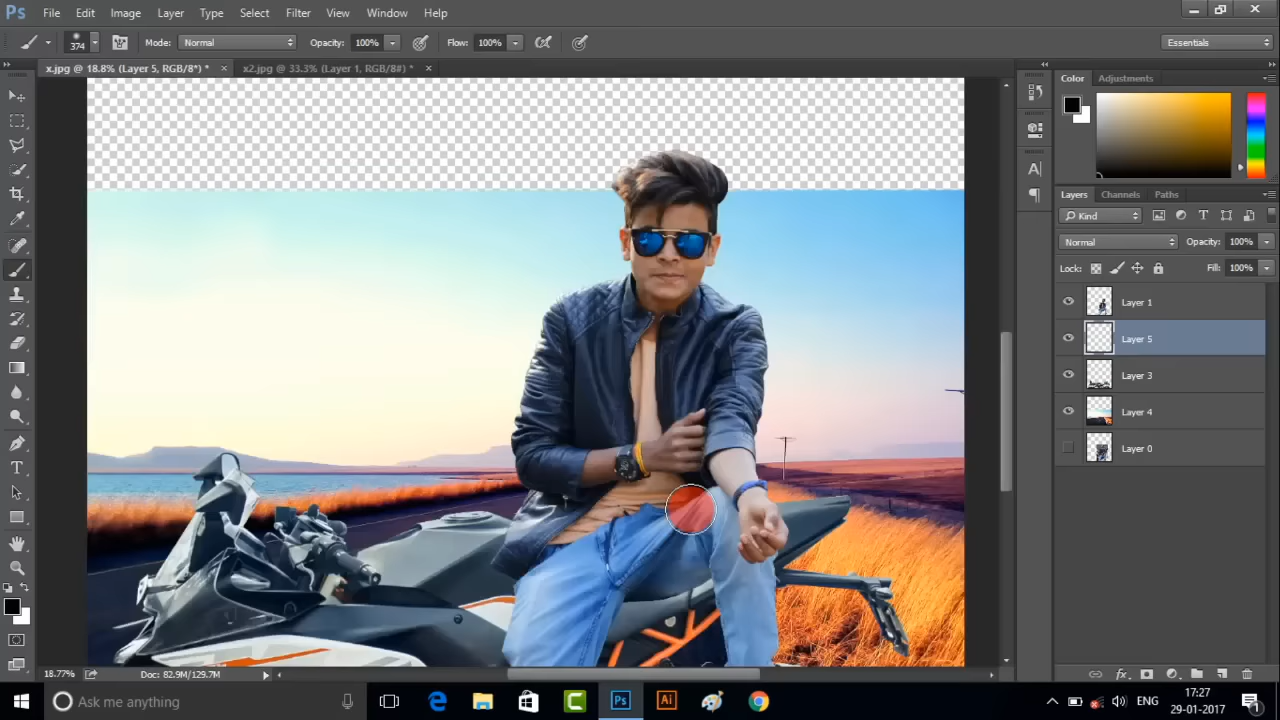 Ps File Edit Image Layer Type Select Filter View Window Help
374 Mode: Normal Opacity: 100% Flow: 100% Essentials
x.jpg @ 18.8% (Layer 5, RGB/8*) * × x2.jpg @ 33.3% (Layer 1, RGB/8#) * ×
Color Adjustments
Layers Channels Paths
Kind
Normal Opacity: 100%
Lock: Fill: 100%
Layer 1
Layer 5
Layer 3
Layer 4
Layer 0
18.77% Doc: 82.9M/129.7M
Ask me anything Ps Ai ENG 17:27
29-01-2017